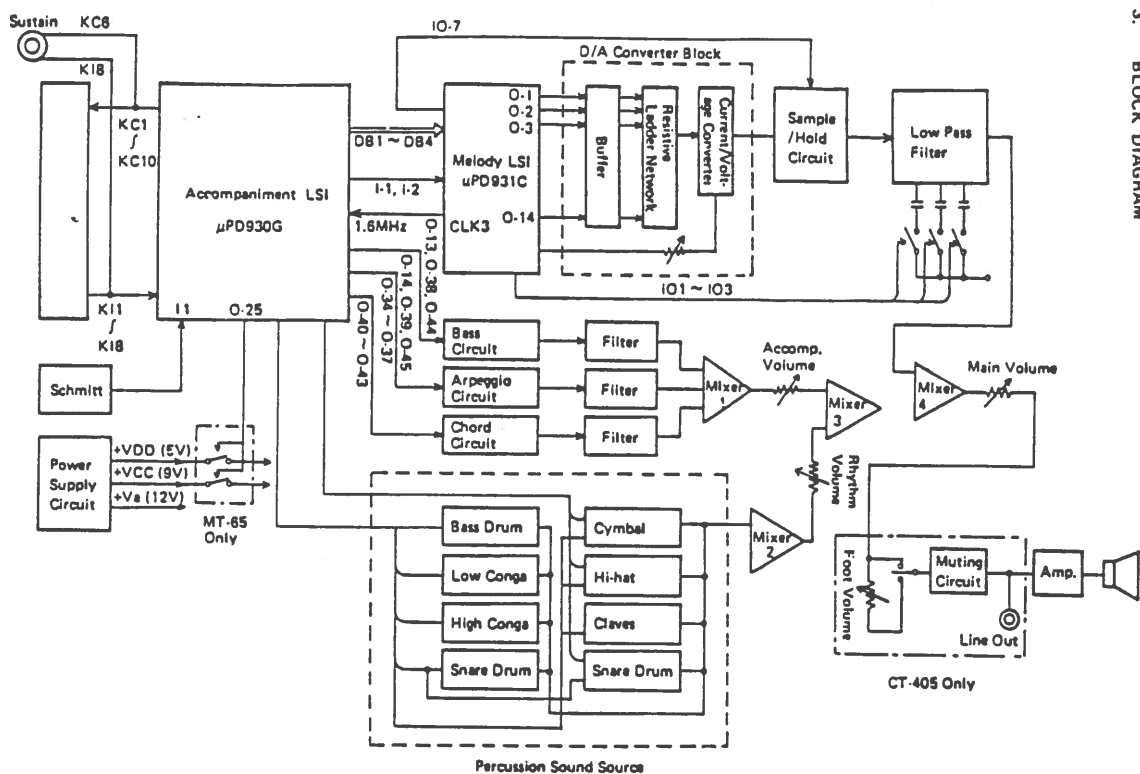 3. BLOCK DIAGRAM
Sustain
KC6
KI8
KC1
∫
KC10
KI1
∫
KI8
Accompaniment LSI
μPD930G
I1
O-25
Schmitt
Power
Supply
Circuit
+VDD (5V)
+VCC (9V)
+Va (12V)
MT-65
Only
DB1 ~ DB4
I-1, I-2
1.6MHz
IO-7
Melody LSI
μPD931C
CLK3
O-1
O-2
O-3
O-14
D/A Converter Block
Buffer
Resistive
Ladder Network
Current/Volt-
age Converter
Sample
/Hold
Circuit
Low Pass
Filter
IO1 ~ IO3
O-13, O-38, O-44
O-14, O-39, O-45
O-34 ~ O-37
O-40 ~ O-43
Bass
Circuit
Filter
Arpeggio
Circuit
Filter
Chord
Circuit
Filter
Mixer
1
Accomp.
Volume
Mixer
3
Mixer
4
Main Volume
Rhythm
Volume
Mixer
2
Bass Drum
Low Conga
High Conga
Snare Drum
Cymbal
Hi-hat
Claves
Snare Drum
Percussion Sound Source
Foot Volume
Muting
Circuit
Line Out
Amp.
CT-405 Only